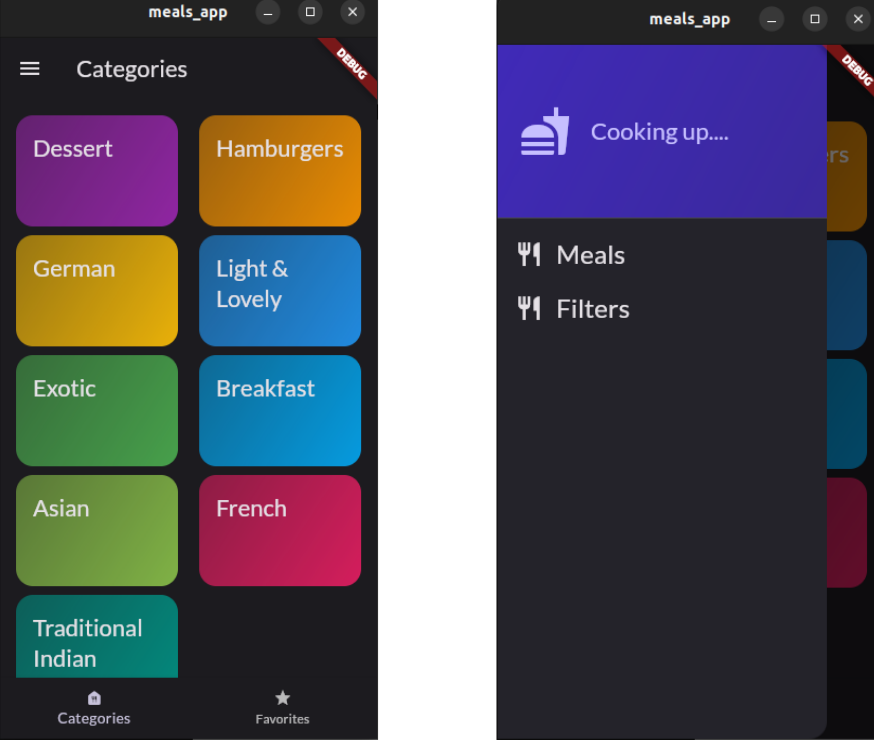 meals_app
DEBUG
Categories
Dessert
Hamburgers
German
Light &
Lovely
Exotic
Breakfast
Asian
French
Traditional
Indian
Categories
Favorites
meals_app
DEBUG
Cooking up....
ers
Meals
Filters